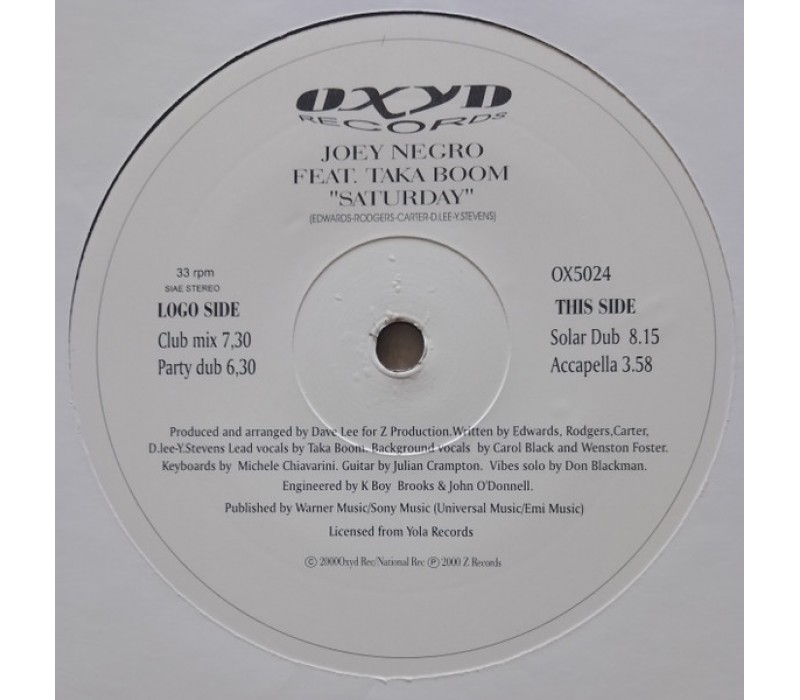 OXYD
RECORDS
JOEY NEGRO
FEAT. TAKA BOOM
"SATURDAY"
(EDWARDS-RODGERS-CARTER-D.LEE-Y.STEVENS)
33 rpm
SIAE STEREO
LOGO SIDE
Club mix 7,30
Party dub 6,30
OX5024
THIS SIDE
Solar Dub 8.15
Accapella 3.58
Produced and arranged by Dave Lee for Z Production.Written by Edwards, Rodgers,Carter,
D.lee-Y.Stevens Lead vocals by Taka Boom. Background vocals by Carol Black and Wenston Foster.
Keyboards by Michele Chiavarini. Guitar by Julian Crampton. Vibes solo by Don Blackman.
Engineered by K Boy Brooks & John O'Donnell.
Published by Warner Music/Sony Music (Universal Music/Emi Music)
Licensed from Yola Records
© 2000Oxyd Rec/National Rec ℗ 2000 Z Records